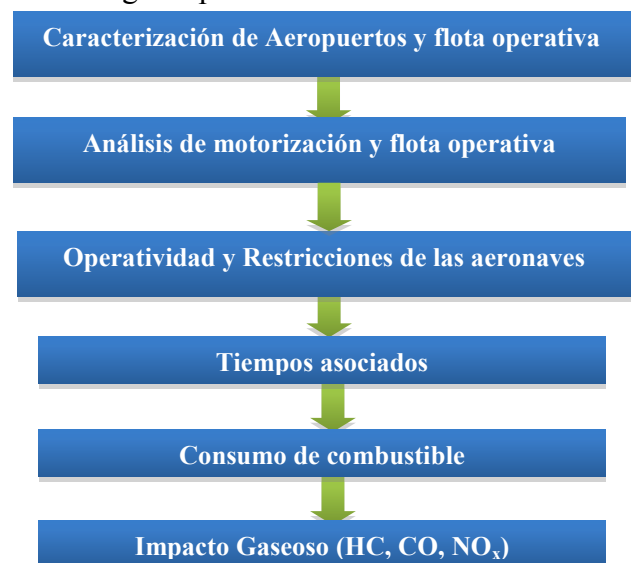 Caracterización de Aeropuertos y flota operativa
Análisis de motorización y flota operativa
Operatividad y Restricciones de las aeronaves
Tiempos asociados
Consumo de combustible
Impacto Gaseoso (HC, CO, NOx)